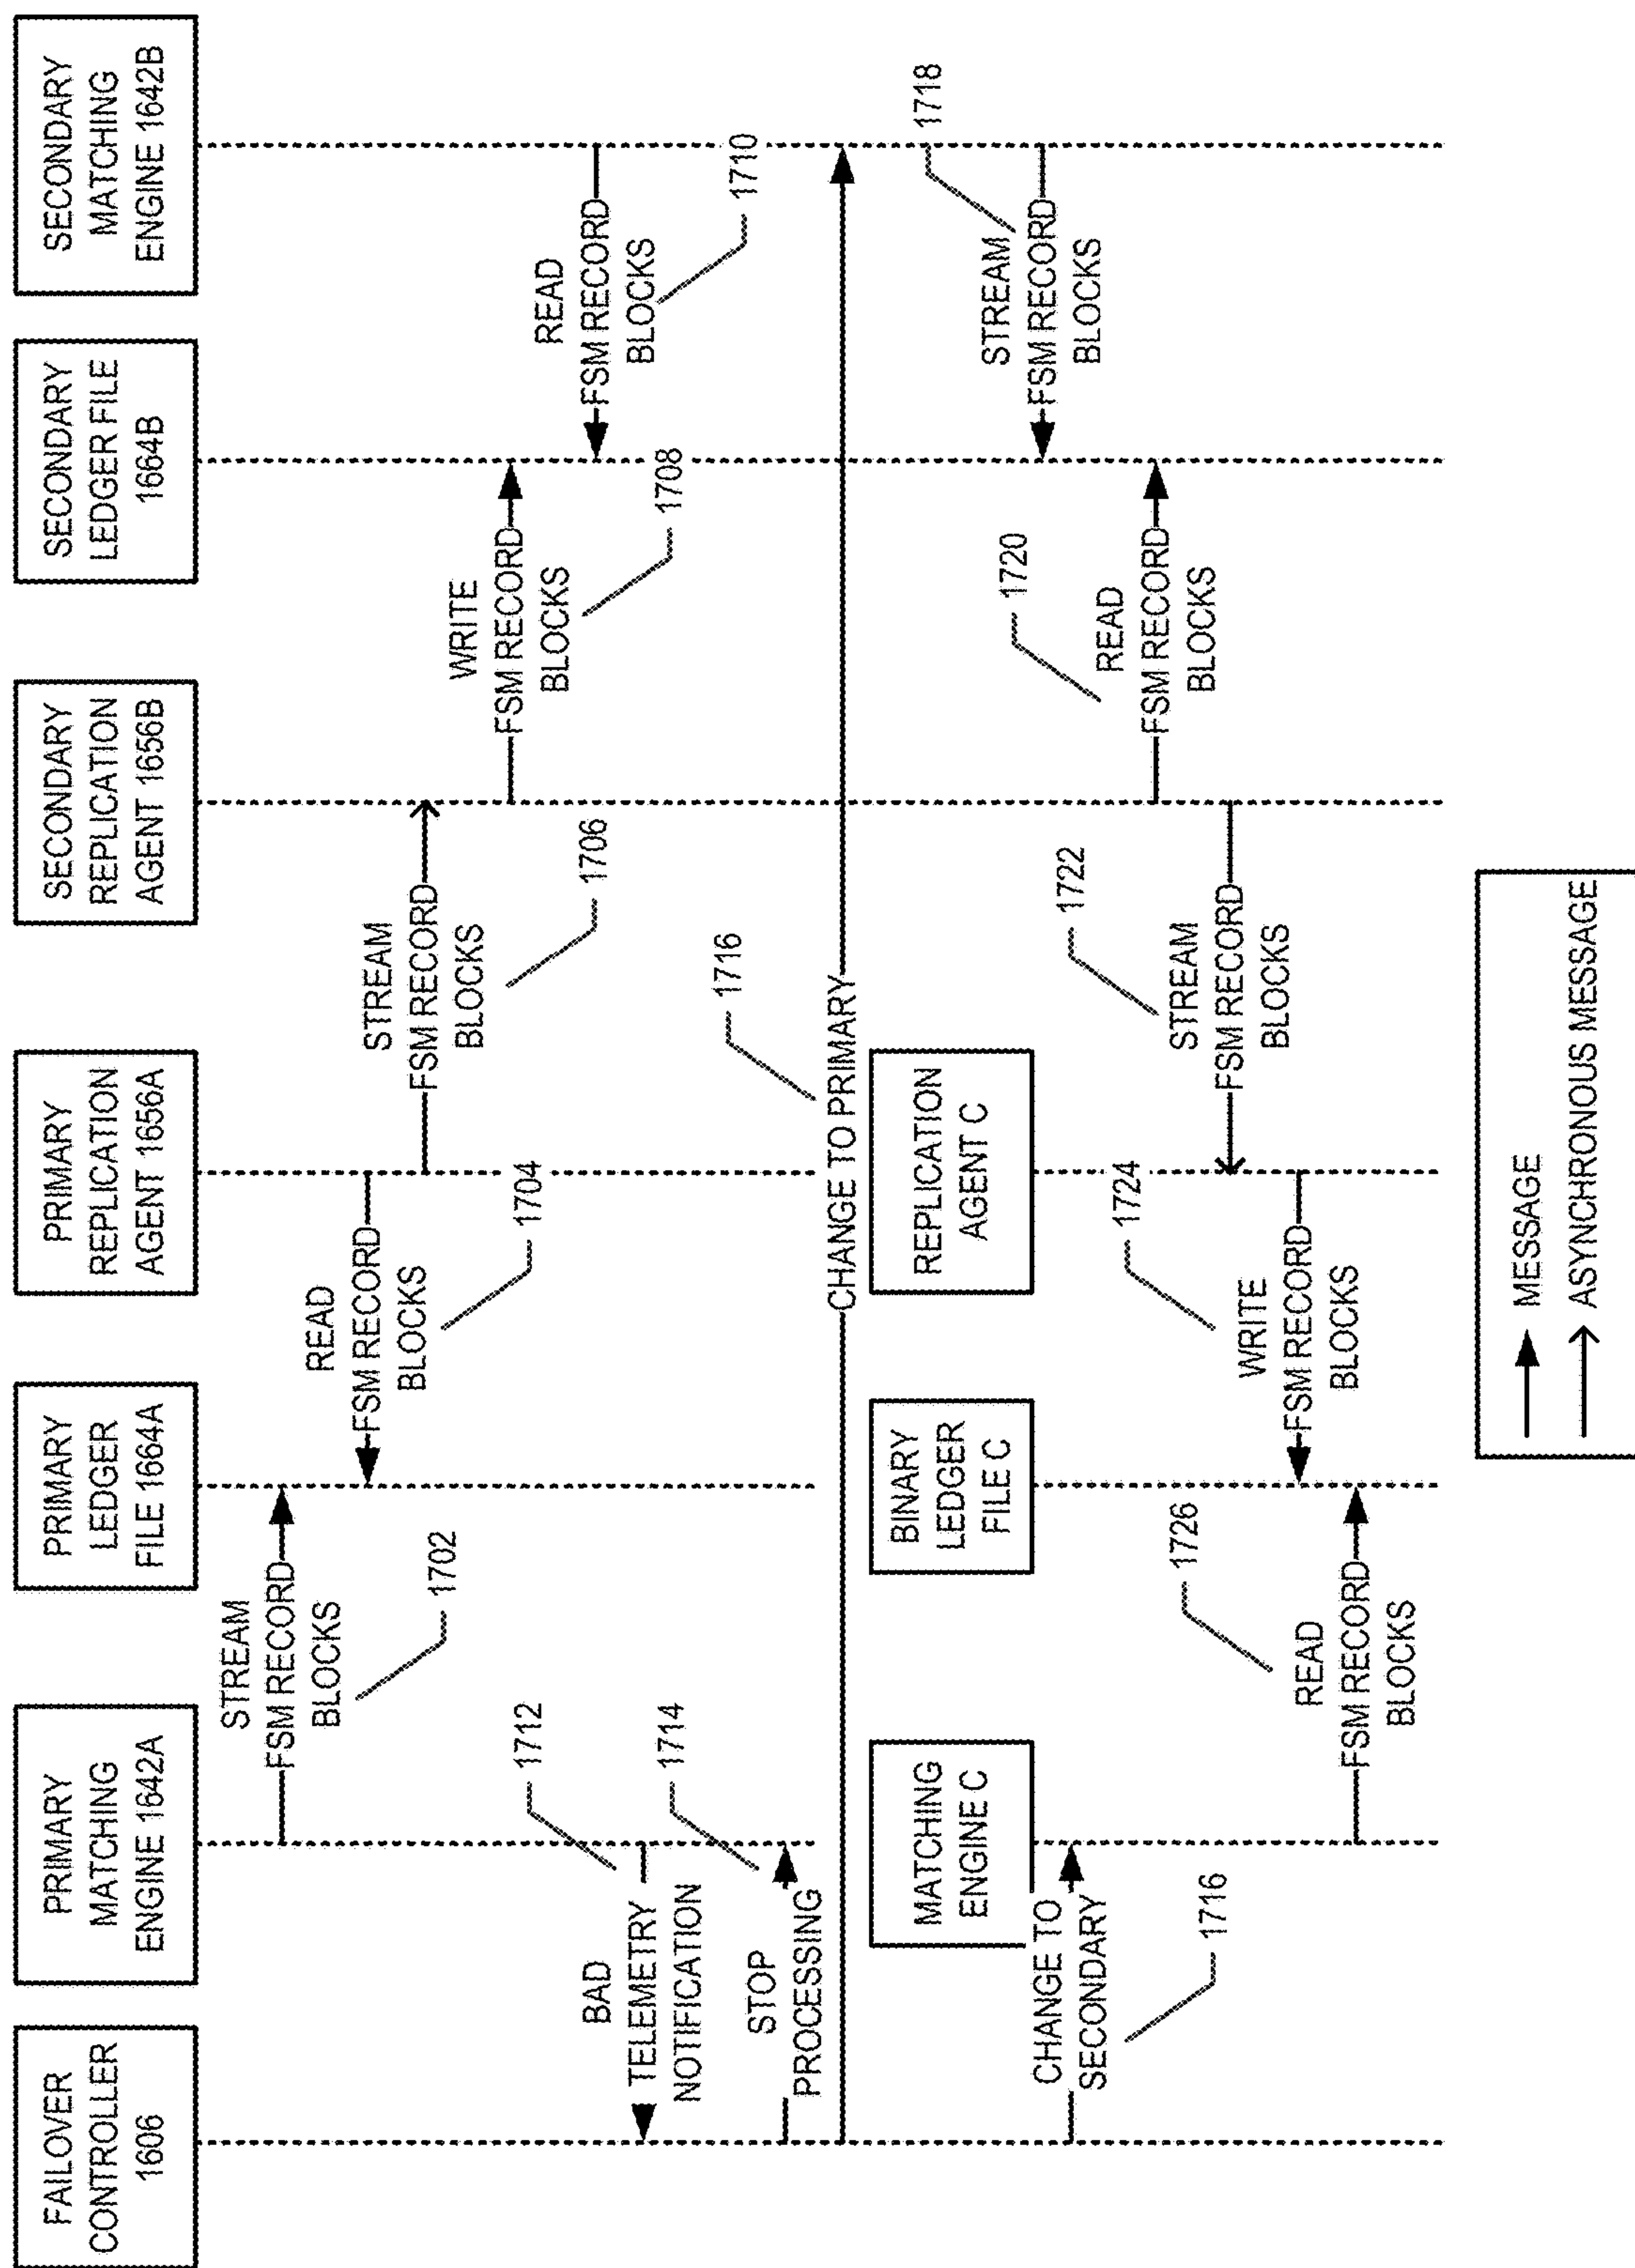 FAILOVER
CONTROLLER
1606
PRIMARY
MATCHING
ENGINE 1642A
PRIMARY
LEDGER
FILE 1664A
PRIMARY
REPLICATION
AGENT 1656A
SECONDARY
REPLICATION
AGENT 1656B
SECONDARY
LEDGER FILE
1664B
SECONDARY
MATCHING
ENGINE 1642B
STREAM
FSM RECORD
BLOCKS
1702
READ
FSM RECORD
BLOCKS
1704
STREAM
FSM RECORD
BLOCKS
1706
WRITE
FSM RECORD
BLOCKS
1708
READ
FSM RECORD
BLOCKS
1710
BAD
TELEMETRY
NOTIFICATION
1712
STOP
PROCESSING
1714
CHANGE TO PRIMARY
1716
MATCHING
ENGINE C
BINARY
LEDGER
FILE C
REPLICATION
AGENT C
STREAM
FSM RECORD
BLOCKS
1718
CHANGE TO
SECONDARY
1716
READ
FSM RECORD
BLOCKS
1720
STREAM
FSM RECORD
BLOCKS
1722
WRITE
FSM RECORD
BLOCKS
1724
READ
FSM RECORD
BLOCKS
1726
MESSAGE
ASYNCHRONOUS MESSAGE